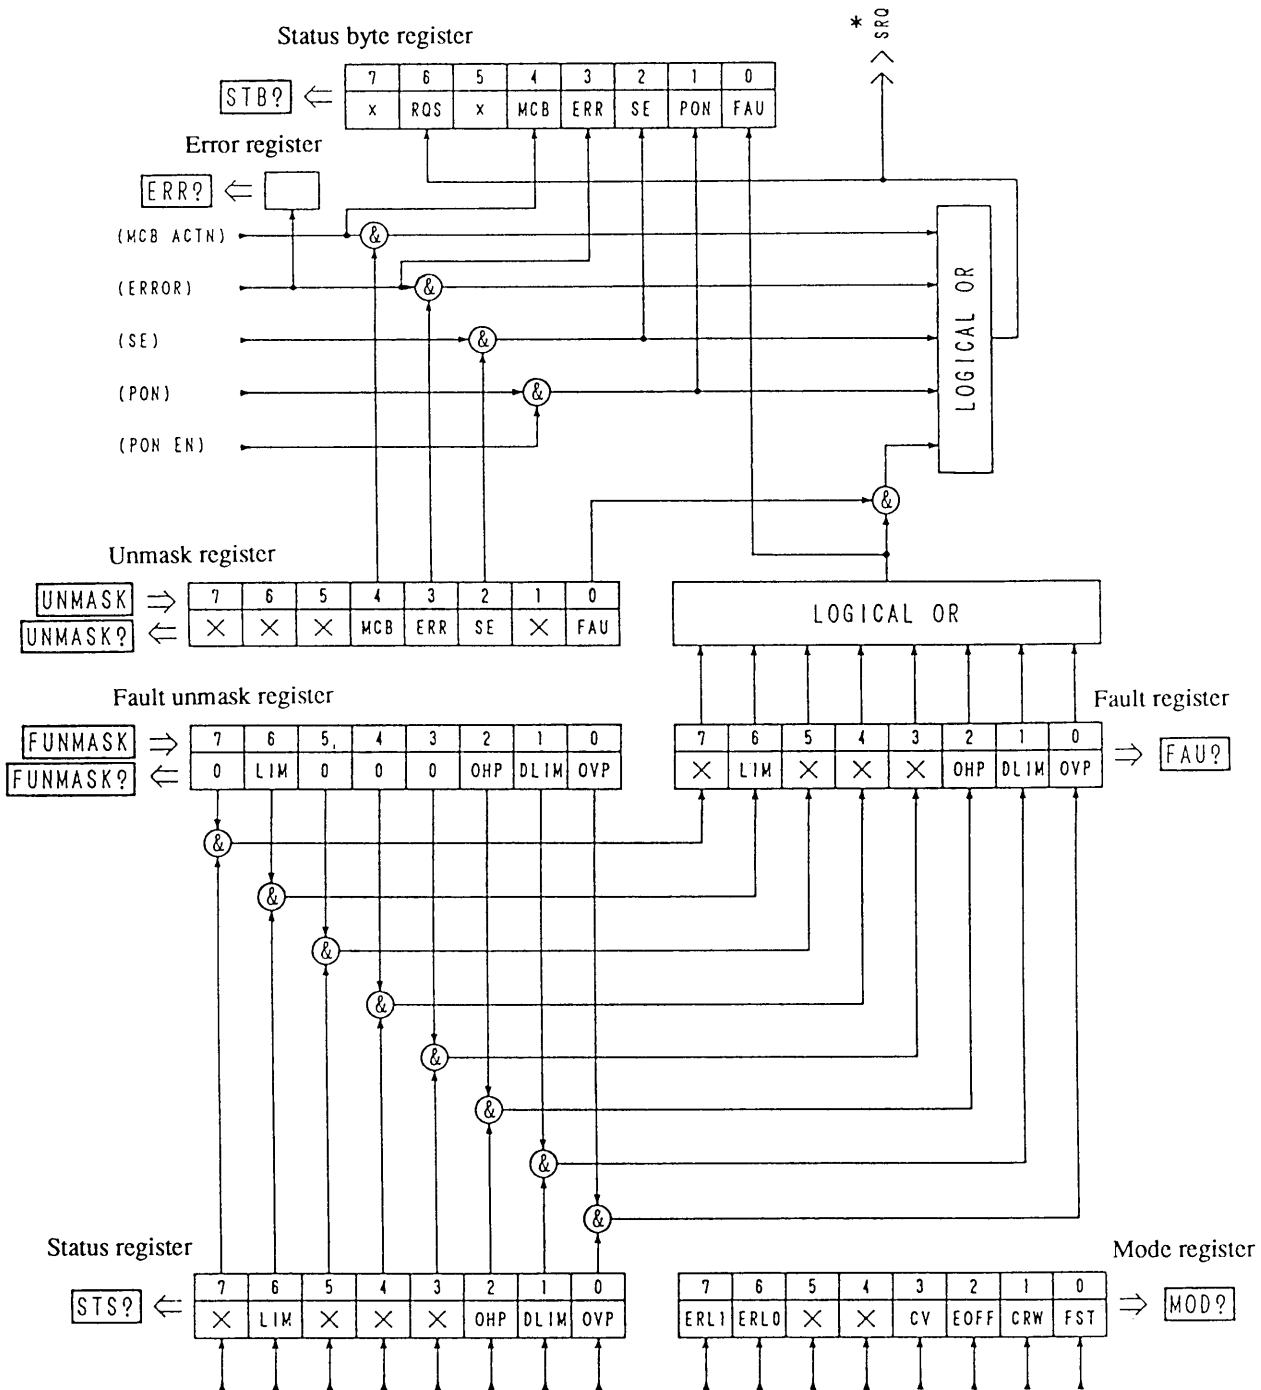 * SRQ
Status byte register
7 6 5 4 3 2 1 0
STB?
x RQS x MCB ERR SE PON FAU
Error register
ERR?
(MCB ACTN) &
(ERROR) &
(SE) &
(PON) &
(PON EN)
LOGICAL OR
&
Unmask register
UNMASK
7 6 5 4 3 2 1 0
UNMASK?
X X X MCB ERR SE X FAU
LOGICAL OR
Fault unmask register
Fault register
FUNMASK
7 6 5 4 3 2 1 0
FUNMASK?
0 LIM 0 0 0 OHP DLIM OVP
7 6 5 4 3 2 1 0
X LIM X X X OHP DLIM OVP
FAU?
&
&
&
&
&
&
&
&
Status register
STS?
7 6 5 4 3 2 1 0
X LIM X X X OHP DLIM OVP
Mode register
7 6 5 4 3 2 1 0
ERL1 ERL0 X X CV EOFF CRW FST
MOD?